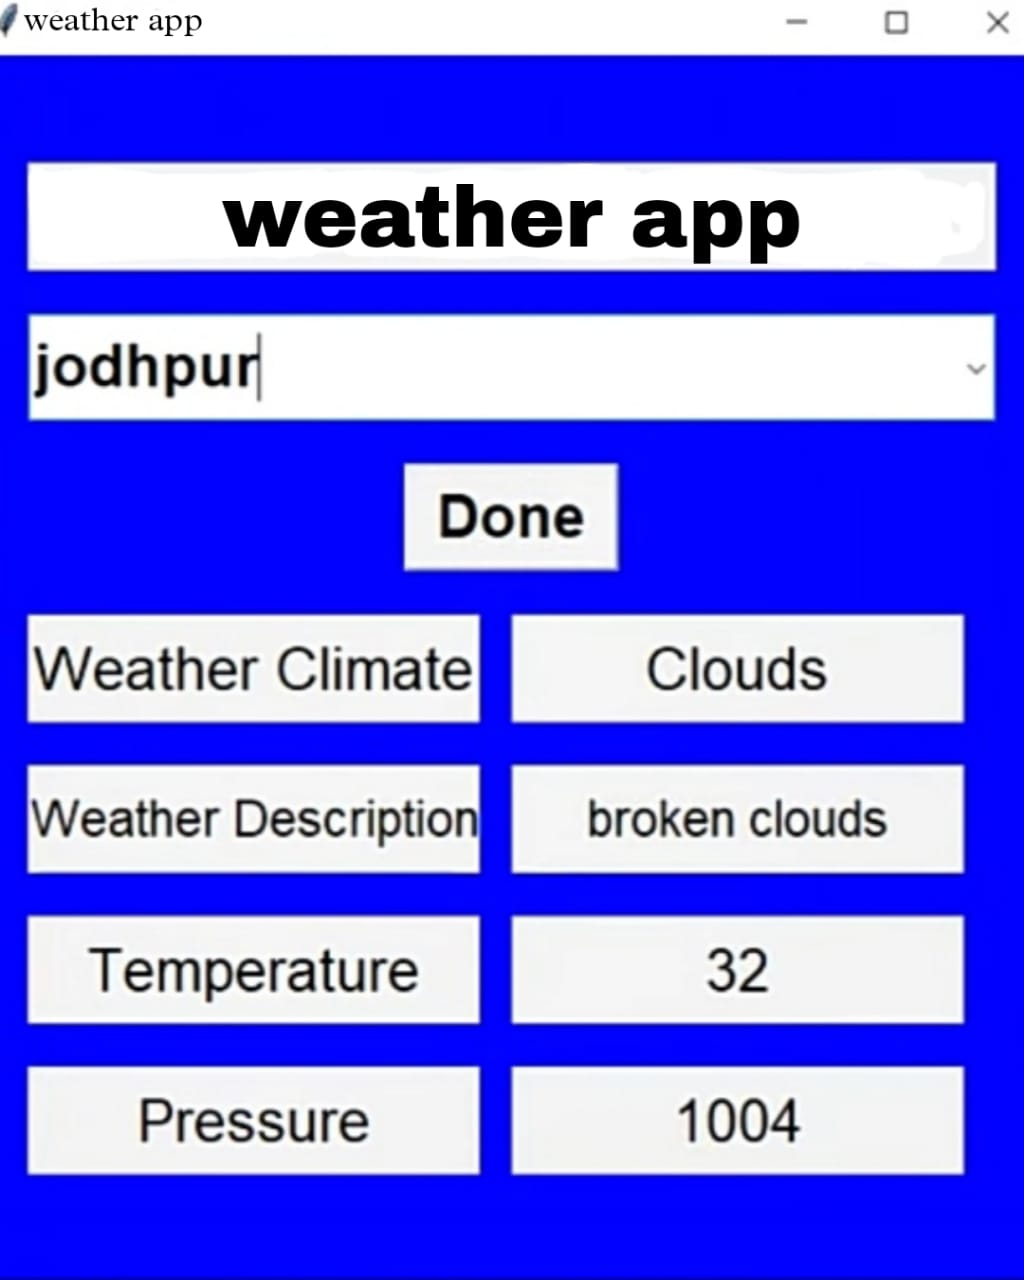 weather app
weather app
jodhpur
Done
Weather Climate Clouds
Weather Description broken clouds
Temperature 32
Pressure 1004